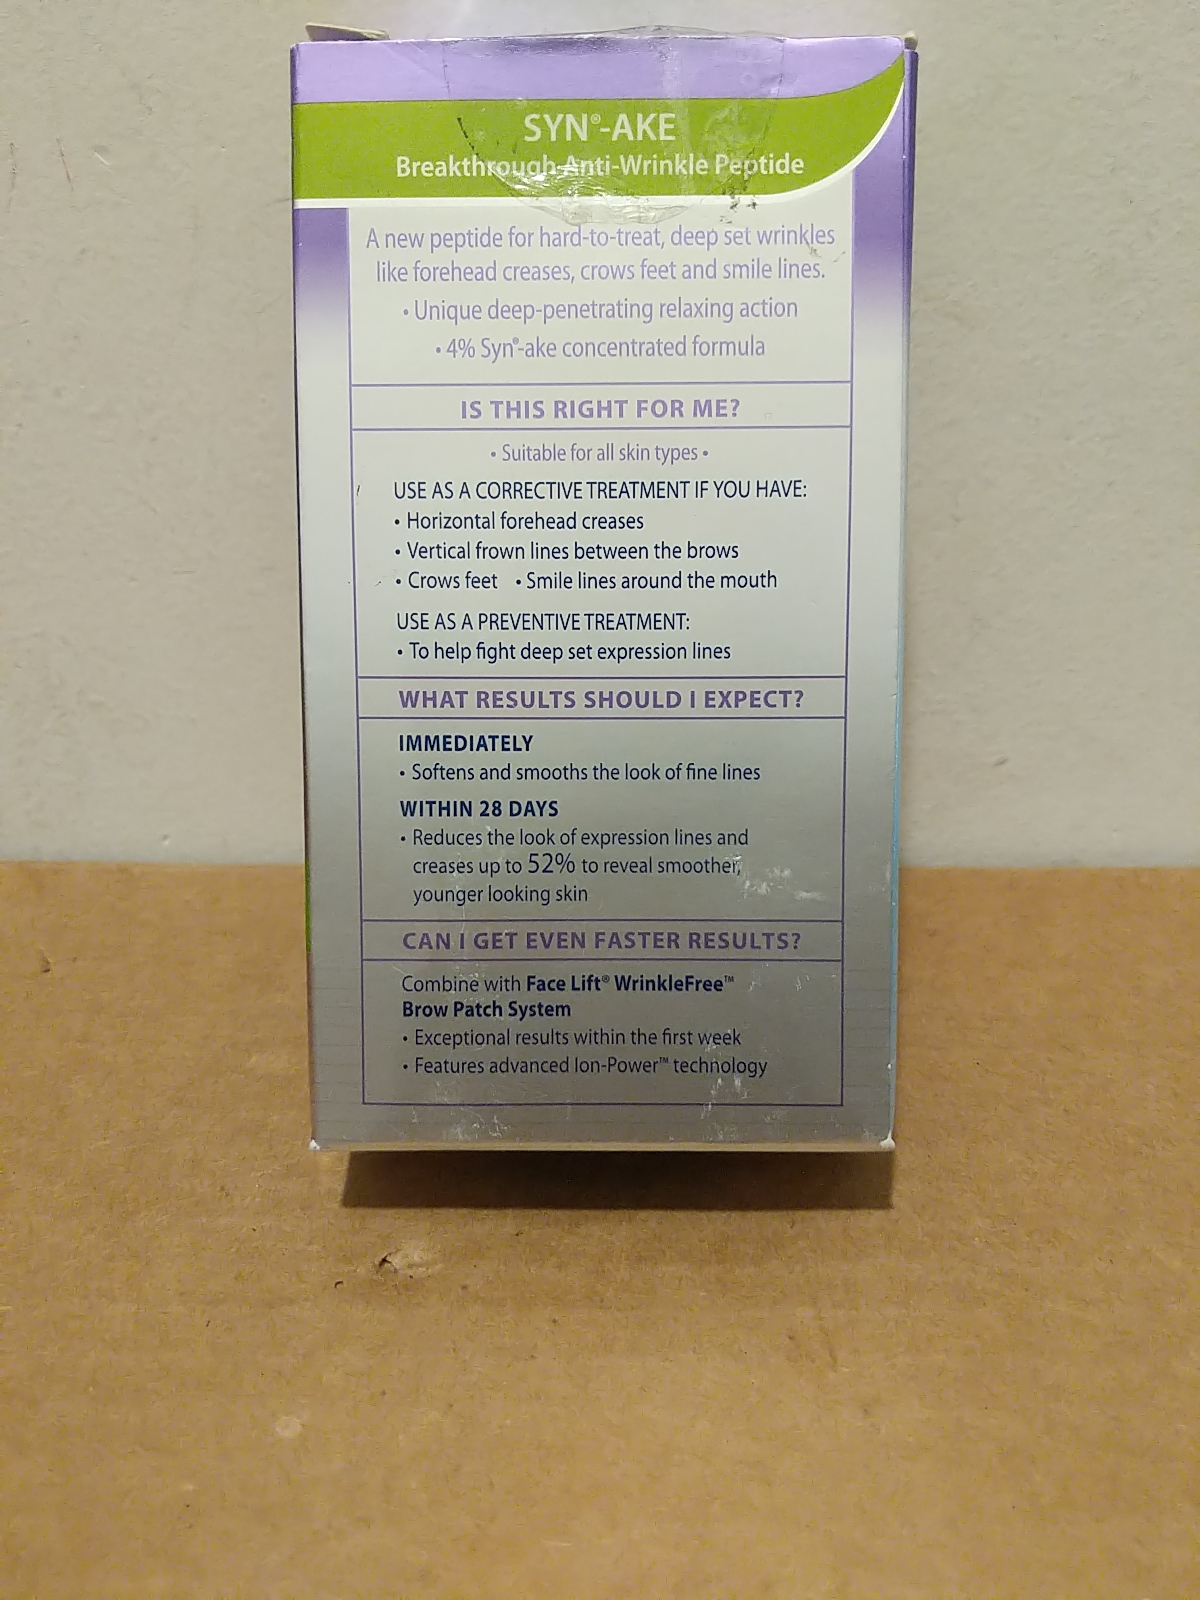 SYN®-AKE
Breakthrough Anti-Wrinkle Peptide
A new peptide for hard-to-treat, deep set wrinkles
like forehead creases, crows feet and smile lines.
• Unique deep-penetrating relaxing action
• 4% Syn®-ake concentrated formula
IS THIS RIGHT FOR ME?
• Suitable for all skin types •
USE AS A CORRECTIVE TREATMENT IF YOU HAVE:
• Horizontal forehead creases
• Vertical frown lines between the brows
• Crows feet • Smile lines around the mouth
USE AS A PREVENTIVE TREATMENT:
• To help fight deep set expression lines
WHAT RESULTS SHOULD I EXPECT?
IMMEDIATELY
• Softens and smooths the look of fine lines
WITHIN 28 DAYS
• Reduces the look of expression lines and
creases up to 52% to reveal smoother,
younger looking skin
CAN I GET EVEN FASTER RESULTS?
Combine with Face Lift® WrinkleFree™
Brow Patch System
• Exceptional results within the first week
• Features advanced Ion-Power™ technology